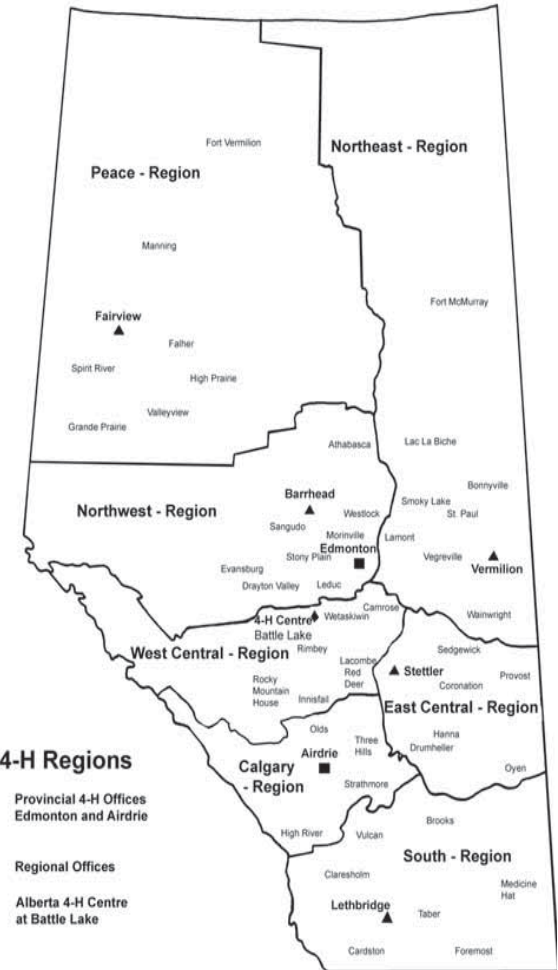 Fort Vermilion
Northeast - Region
Peace - Region
Manning
Fort McMurray
Fairview
Falher
Spirit River
High Prairie
Valleyview
Grande Prairie
Athabasca
Lac La Biche
Bonnyville
Barrhead
Smoky Lake
Northwest - Region
Westlock
St. Paul
Sangudo
Morinville
Lamont
Edmonton
Stony Plain
Vegreville
Vermilion
Evansburg
Drayton Valley
Leduc
Camrose
4-H Centre
Wetaskiwin
Wainwright
Battle Lake
West Central - Region
Rimbey
Sedgewick
Lacombe
Red
Deer
Stettler
Provost
Rocky
Mountain
House
Coronation
Innisfail
East Central - Region
Olds
Hanna
Three
Hills
Drumheller
4-H Regions
Airdrie
Calgary
- Region
Oyen
Strathmore
Provincial 4-H Offices
Edmonton and Airdrie
Brooks
High River
Vulcan
South - Region
Regional Offices
Claresholm
Medicine
Hat
Alberta 4-H Centre
at Battle Lake
Lethbridge
Taber
Cardston
Foremost